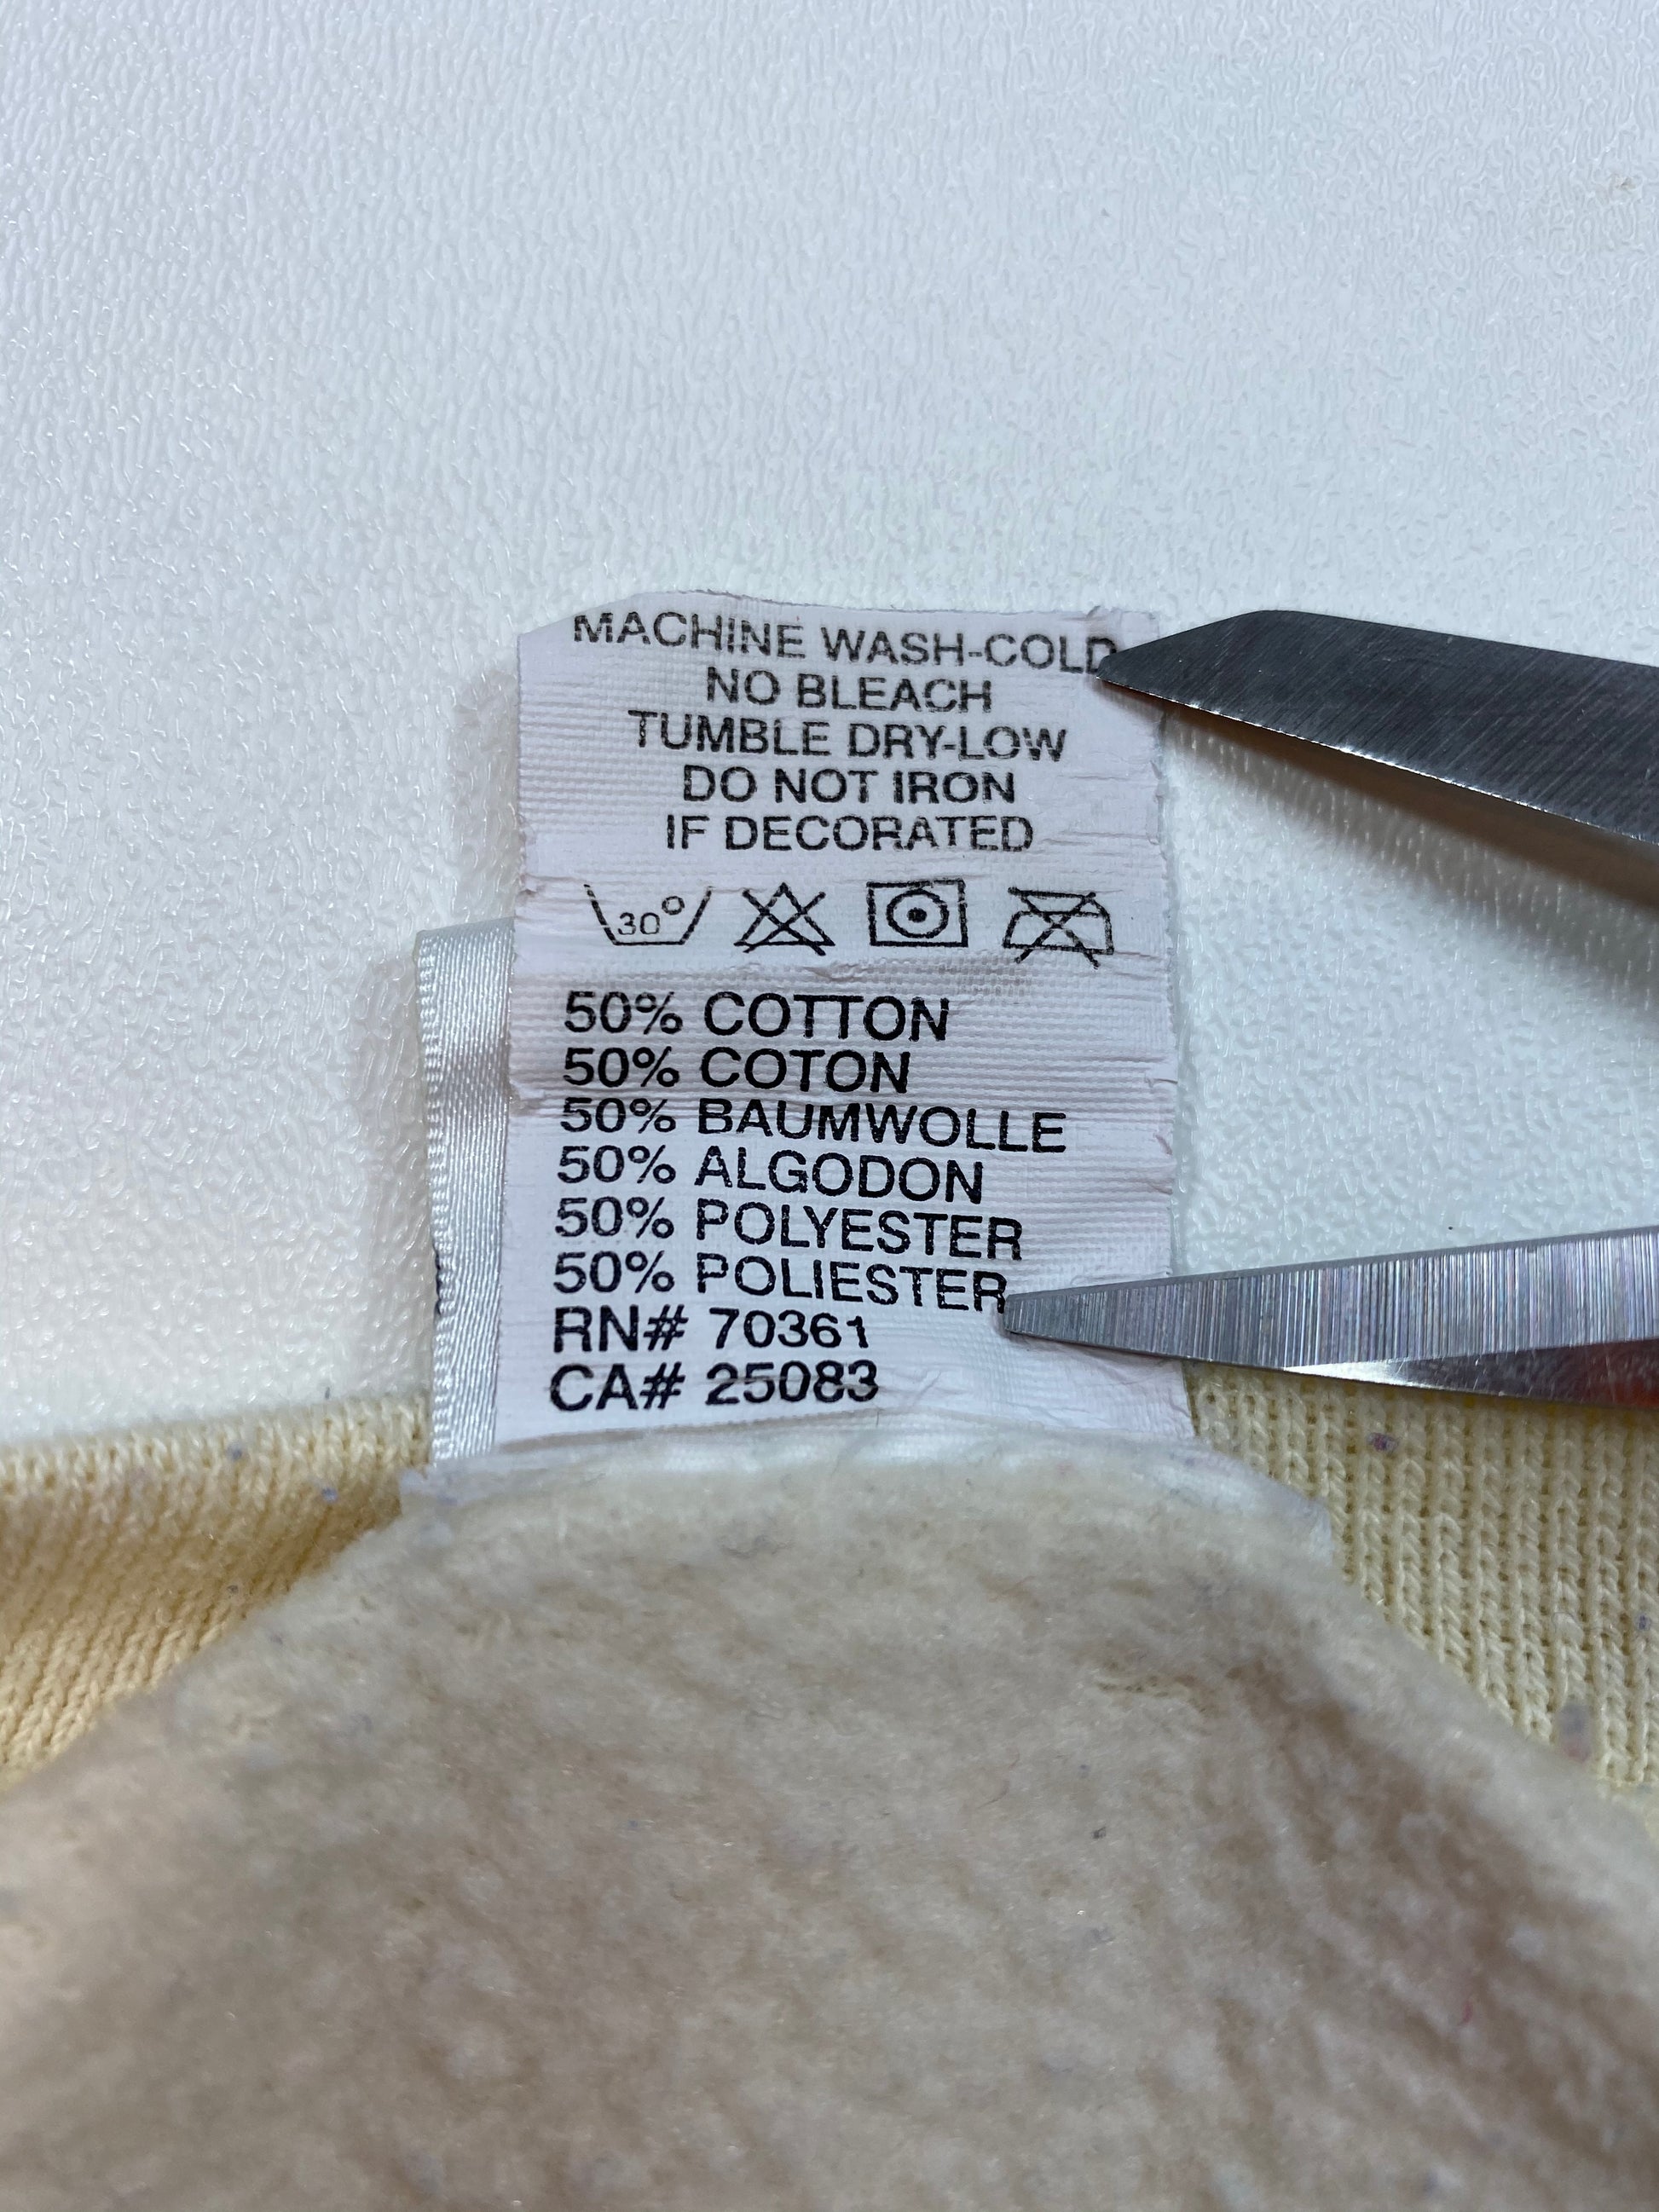 MACHINE WASH-COLD
NO BLEACH
TUMBLE DRY-LOW
DO NOT IRON
IF DECORATED
30°
50% COTTON
50% COTON
50% BAUMWOLLE
50% ALGODON
50% POLYESTER
50% POLIESTER
RN# 70361
CA# 25083